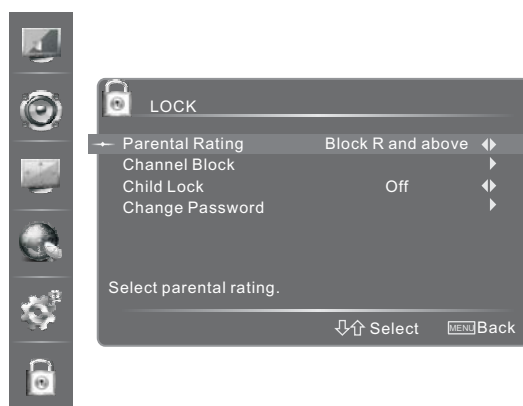 LOCK
Parental Rating Block R and above
Channel Block
Child Lock Off
Change Password
Select parental rating.
Select MENU Back